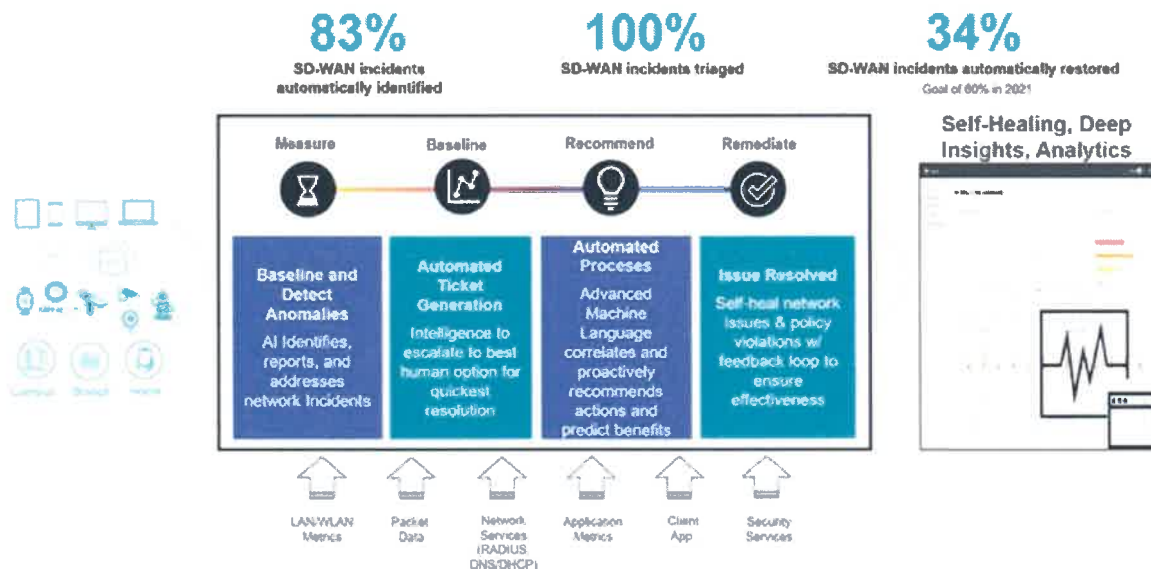 83%
SD-WAN incidents
automatically identified
100%
SD-WAN incidents triaged
34%
SD-WAN incidents automatically restored
Goal of 60% in 2021
Self-Healing, Deep
Insights, Analytics
Measure
Baseline
Recommend
Remediate
Baseline and
Detect
Anomalies
AI Identifies,
reports, and
addresses
network Incidents
Automated
Ticket
Generation
Intelligence to
escalate to best
human option for
quickest
resolution
Automated
Proceses
Advanced
Machine
Language
correlates and
proactively
recommends
actions and
predict benefits
Issue Resolved
Self-heal network
issues & policy
violations w/
feedback loop to
ensure
effectiveness
Campus
Branch
Home
LAN/WLAN
Metrics
Packet
Data
Network
Services
(RADIUS,
DNS/DHCP)
Application
Metrics
Client
App
Security
Services